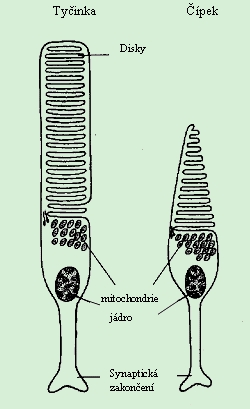 Tyčinka Čípek
Disky
mitochondrie
jádro
Synaptická
zakončení